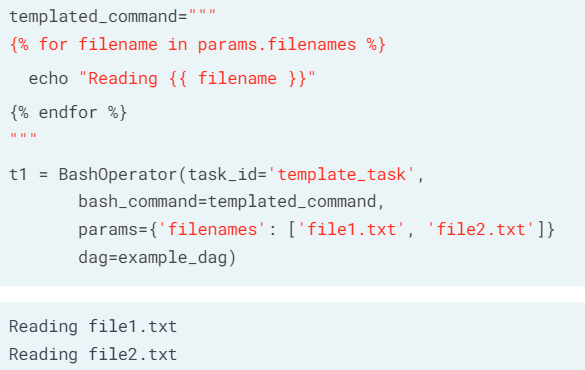 templated_command="""
{% for filename in params.filenames %}
  echo "Reading {{ filename }}"
{% endfor %}
"""
t1 = BashOperator(task_id='template_task',
       bash_command=templated_command,
       params={'filenames': ['file1.txt', 'file2.txt']}
       dag=example_dag)
Reading file1.txt
Reading file2.txt